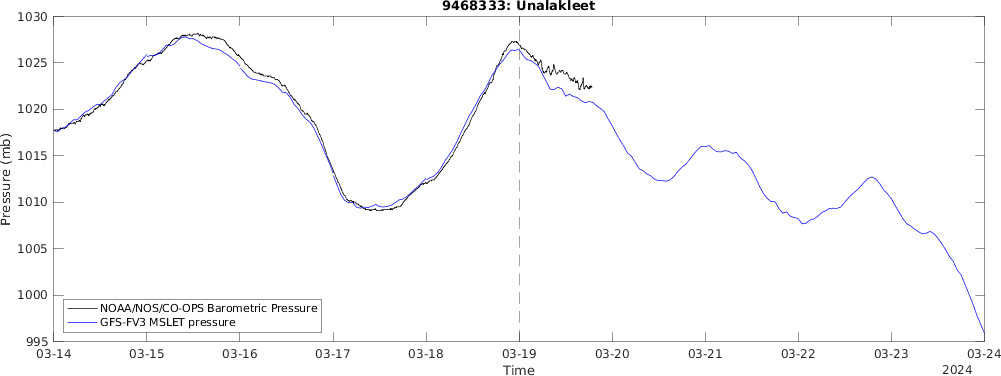 9468333: Unalakleet
1030
1025
1020
1015
1010
1005
1000
995
Pressure (mb)
NOAA/NOS/CO-OPS Barometric Pressure
GFS-FV3 MSLET pressure
03-14 03-15 03-16 03-17 03-18 03-19 03-20 03-21 03-22 03-23 03-24
Time
2024